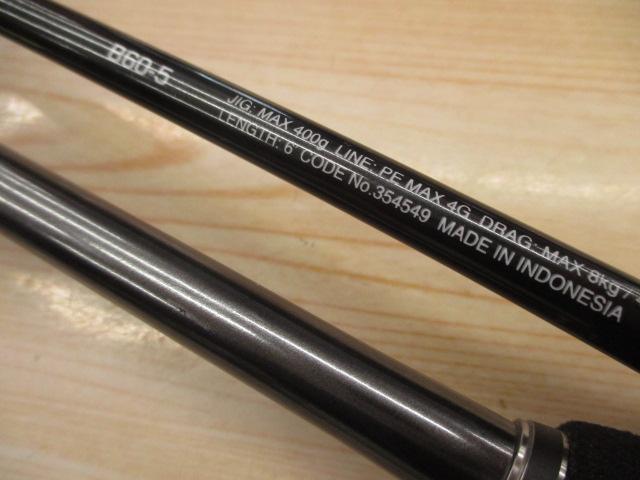 B60-5
JIG: MAX 400g LINE: PE MAX 4G DRAG: MAX 8kg /
LENGTH: 6' CODE No.354549 MADE IN INDONESIA